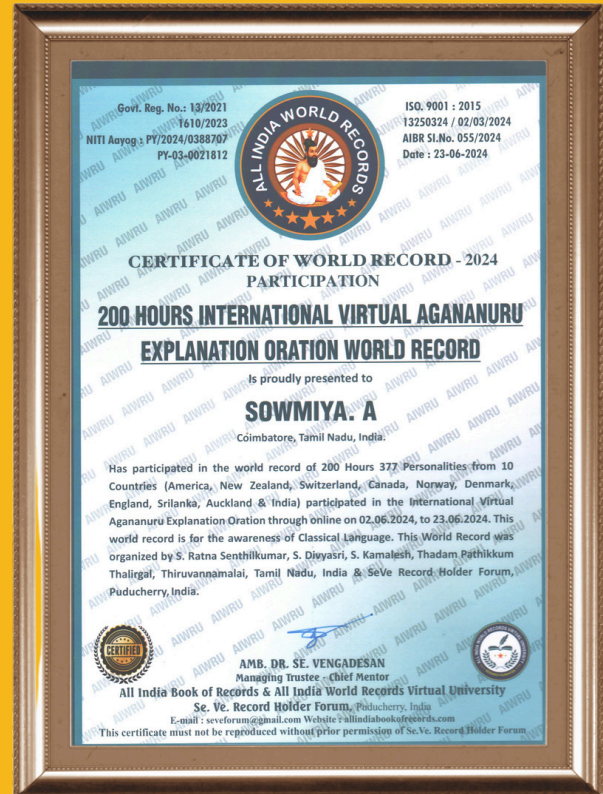 Govt. Reg. No.: 13/2021
1610/2023
NITI Aayog : PY/2024/0388707
PY-03-0021812
ALL INDIA WORLD RECORDS
ISO. 9001 : 2015
13250324 / 02/03/2024
AIBR Sl.No. 055/2024
Date : 23-06-2024
CERTIFICATE OF WORLD RECORD - 2024
PARTICIPATION
200 HOURS INTERNATIONAL VIRTUAL AGANANURU
EXPLANATION ORATION WORLD RECORD
Is proudly presented to
SOWMIYA. A
Coimbatore, Tamil Nadu, India.
Has participated in the world record of 200 Hours 377 Personalities from 10
Countries (America, New Zealand, Switzerland, Canada, Norway, Denmark,
England, Srilanka, Auckland & India) participated in the International Virtual
Agananuru Explanation Oration through online on 02.06.2024, to 23.06.2024. This
world record is for the awareness of Classical Language. This World Record was
organized by S. Ratna Senthilkumar, S. Divyasri, S. Kamalesh, Thadam Pathikkum
Thalirgal, Thiruvannamalai, Tamil Nadu, India & SeVe Record Holder Forum,
Puducherry, India.
CERTIFIED
AMB. DR. SE. VENGADESAN
Managing Trustee - Chief Mentor
All India Book of Records & All India World Records Virtual University
Se. Ve. Record Holder Forum, Puducherry, India
E-mail : seveforum@gmail.com Website : allindiabookofrecords.com
This certificate must not be reproduced without prior permission of Se.Ve. Record Holder Forum
AIWRU